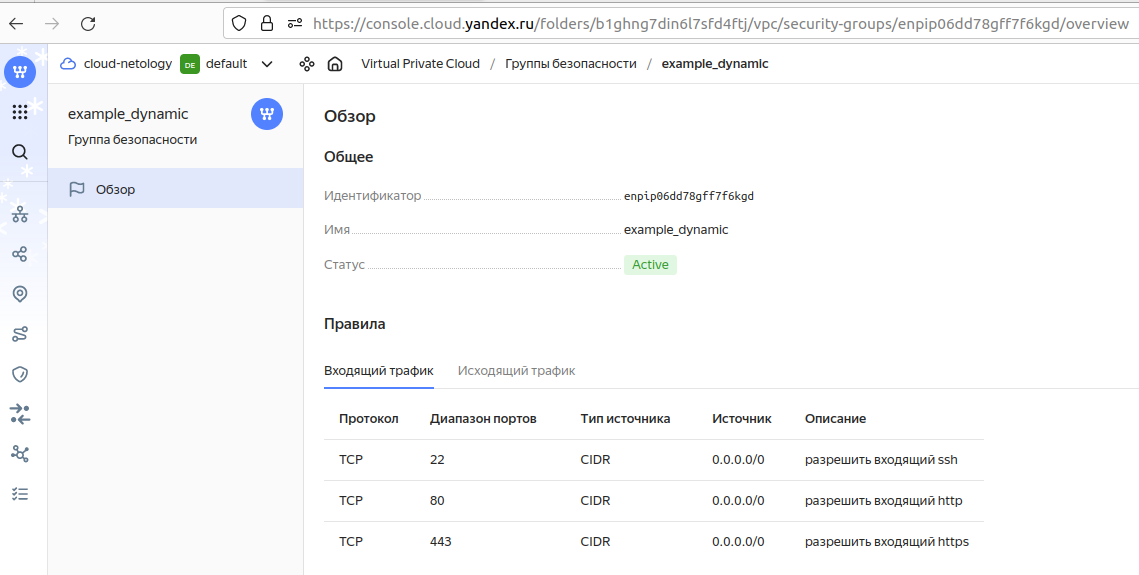 https://console.cloud.yandex.ru/folders/b1ghng7din6l7sfd4ftj/vpc/security-groups/enpip06dd78gff7f6kgd/overview
cloud-netology DE default Virtual Private Cloud / Группы безопасности / example_dynamic
example_dynamic
Группа безопасности
Обзор
Обзор
Общее
Идентификатор enpip06dd78gff7f6kgd
Имя example_dynamic
Статус Active
Правила
Входящий трафик Исходящий трафик
Протокол Диапазон портов Тип источника Источник Описание
TCP 22 CIDR 0.0.0.0/0 разрешить входящий ssh
TCP 80 CIDR 0.0.0.0/0 разрешить входящий http
TCP 443 CIDR 0.0.0.0/0 разрешить входящий https